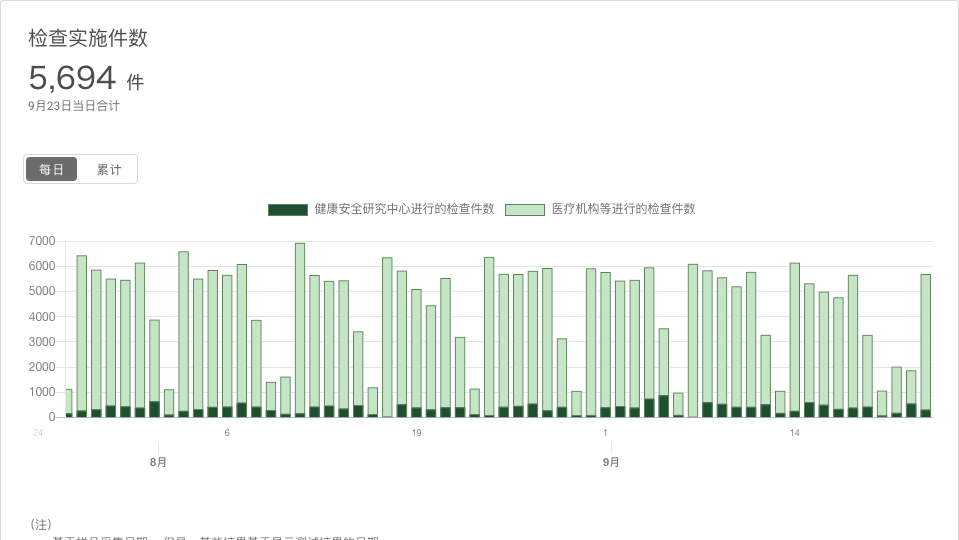 检查实施件数
5,694 件
9月23日当日合计
每日 累计
健康安全研究中心进行的检查件数 医疗机构等进行的检查件数
7000
6000
5000
4000
3000
2000
1000
0
24 6 19 1 14
8月 9月
(注)